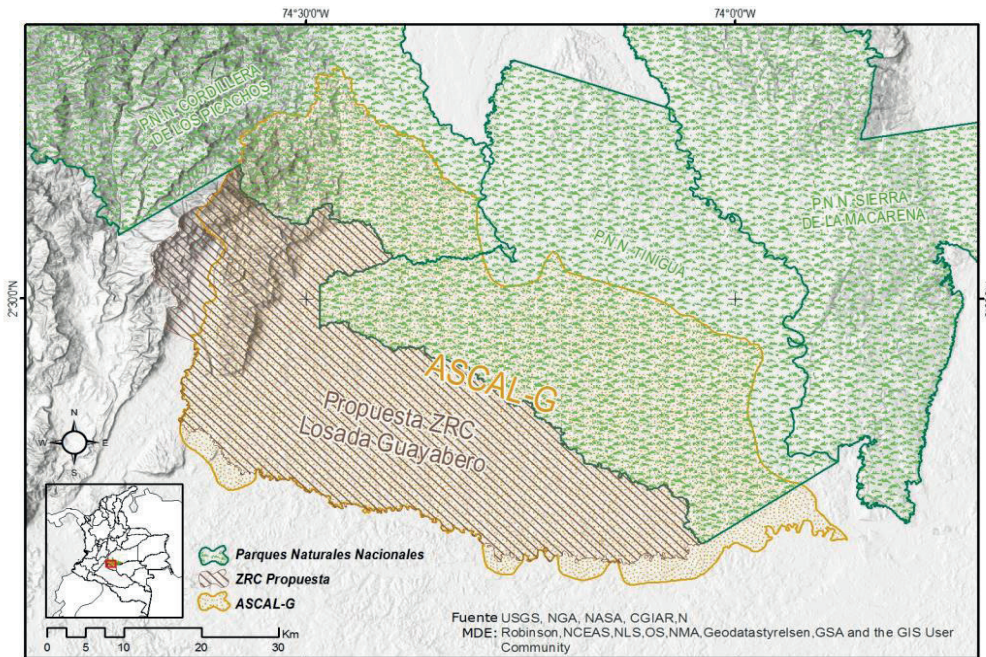 74°30'0"W
74°0'0"W
P.N.N. CORDILLERA
DE LOS PICACHOS
P.N.N. SIERRA
DE LA MACARENA
P.N.N. TINIGUA
2°30'0"N
ASCAL-G
Propuesta ZRC
Losada-Guayabero
N
W E
S
Parques Naturales Nacionales
ZRC Propuesta
ASCAL-G
0 5 10 20 30
Km
Fuente USGS, NGA, NASA, CGIAR,N
MDE: Robinson,NCEAS,NLS,OS,NMA,Geodatastyrelsen,GSA and the GIS User
Community